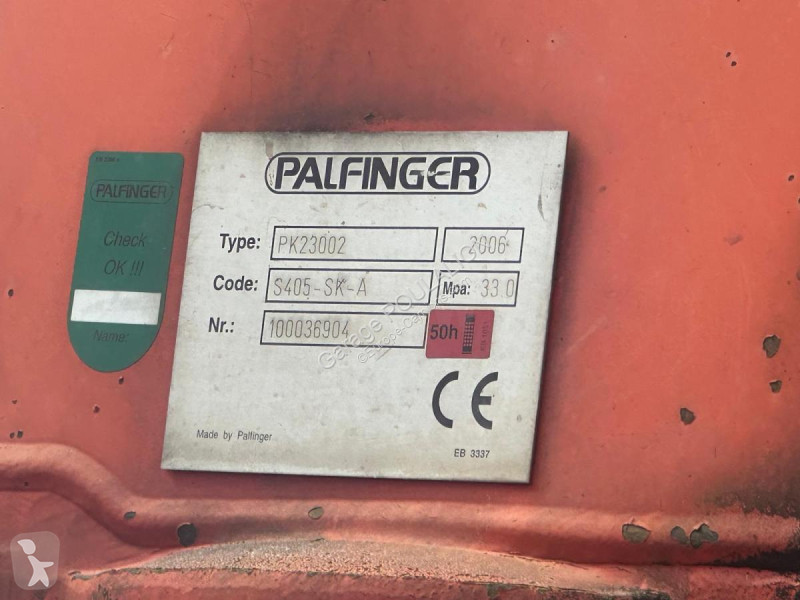 PALFINGER
Check
OK !!!
Name:
PALFINGER
Type: PK23002 2006
Code: S405-SK-A Mpa: 33.0
Nr.: 100036904 50h
CE
Made by Palfinger
EB 3337